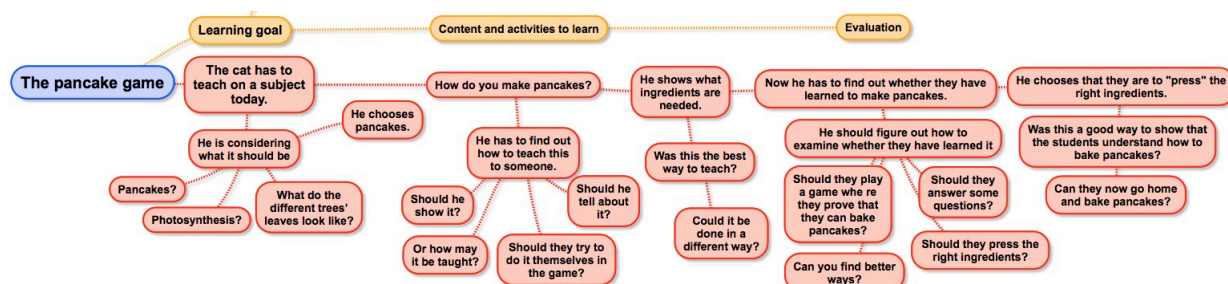 Learning goal
Content and activities to learn
Evaluation
The pancake game
The cat has to
teach on a subject
today.
He is considering
what it should be
He chooses
pancakes.
Pancakes?
Photosynthesis?
What do the
different trees'
leaves look like?
How do you make pancakes?
He has to find out
how to teach this
to someone.
Should he
show it?
Or how may
it be taught?
Should they try to
do it themselves in
the game?
Should he
tell about
it?
He shows what
ingredients are
needed.
Was this the best
way to teach?
Could it be
done in a
different way?
Now he has to find out whether they have
learned to make pancakes.
He should figure out how to
examine whether they have learned it
Should they play
a game whe re
they prove that
they can bake
pancakes?
Can you find better
ways?
Should they
answer some
questions?
Should they press the
right ingredients?
He chooses that they are to "press" the
right ingredients.
Was this a good way to show that
the students understand how to
bake pancakes?
Can they now go home
and bake pancakes?